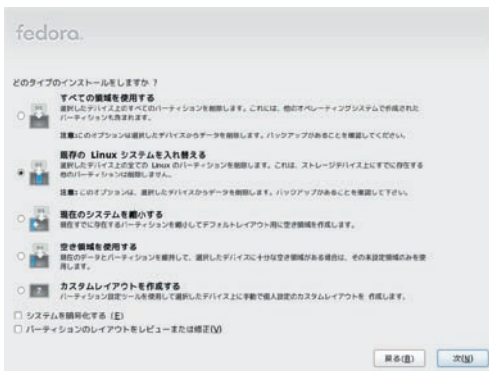 fedora.
どのタイプのインストールをしますか ?
すべての領域を使用する
選択したデバイス上のすべてのパーティションを削除します。これには、他のオペレーティングシステムで作成された
パーティションも含まれます。
注意:このオプションは選択したデバイスからデータを削除します。バックアップがあることを確認してください。
既存の Linux システムを入れ替える
選択したデバイス上の全ての Linux のパーティションを削除します。これは、ストレージデバイス上にすでに存在する
他のパーティションは削除しません。
注意: このオプションは、選択したデバイスからデータを削除します。バックアップがあることを確認して下さい。
現在のシステムを縮小する
現在すでに存在するパーティションを縮小してデフォルトレイアウト用に空き領域を作成します。
空き領域を使用する
現在のデータとパーティションを維持して、選択したデバイスに十分な空き領域がある場合は、その未設定領域のみを使
用します。
カスタムレイアウトを作成する
パーティション設定ツールを使用して選択したデバイス上に手動で個人設定のカスタムレイアウトを 作成します。
システムを暗号化する (E)
パーティションのレイアウトをレビューまたは修正(V)
戻る(B)
次(N)